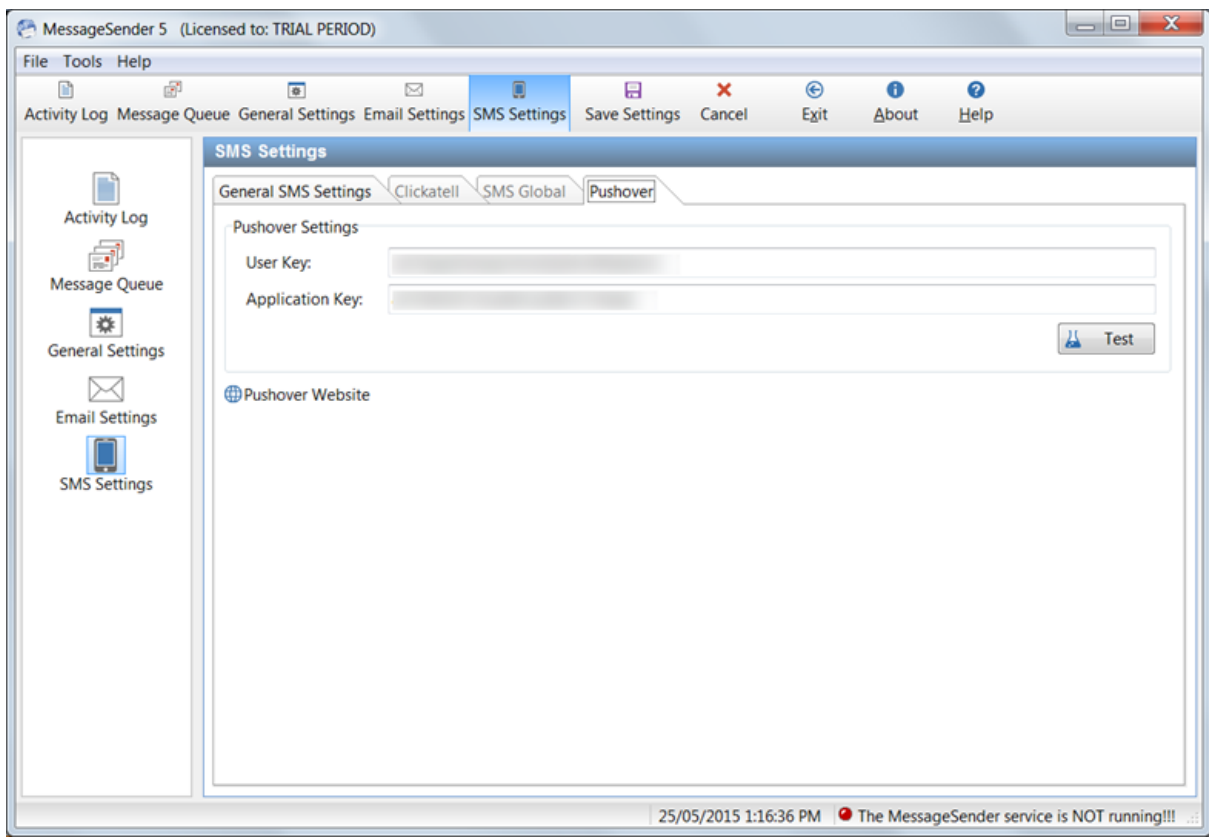 MessageSender 5 (Licensed to: TRIAL PERIOD)
File Tools Help
Activity Log Message Queue General Settings Email Settings SMS Settings Save Settings Cancel Exit About Help
SMS Settings
General SMS Settings Clickatell SMS Global Pushover
Activity Log
Message Queue
General Settings
Email Settings
SMS Settings
Pushover Settings
User Key:
Application Key:
Test
Pushover Website
25/05/2015 1:16:36 PM The MessageSender service is NOT running!!!